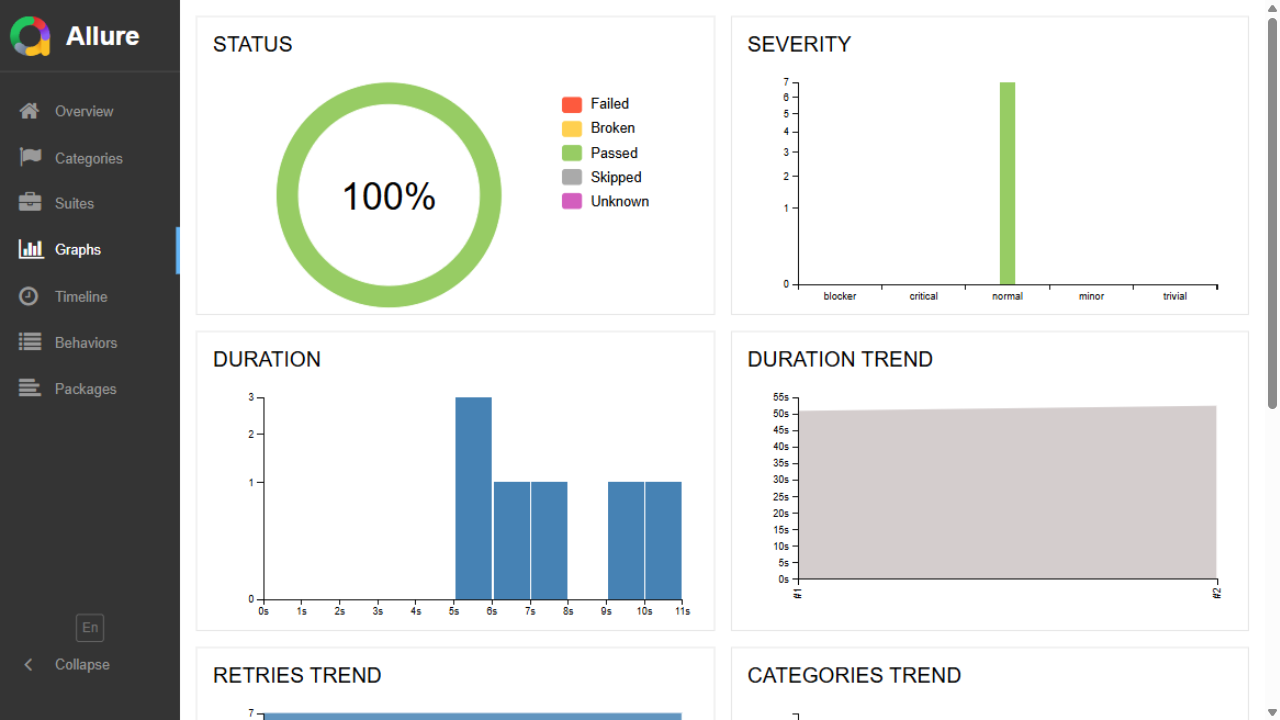 Allure
Overview
Categories
Suites
Graphs
Timeline
Behaviors
Packages
En
Collapse
STATUS
100%
Failed
Broken
Passed
Skipped
Unknown
SEVERITY
7
6
5
4
3
2
1
0
blocker critical normal minor trivial
DURATION
3
2
1
0
0s 1s 2s 3s 4s 5s 6s 7s 8s 9s 10s 11s
DURATION TREND
55s
50s
45s
40s
35s
30s
25s
20s
15s
10s
5s
0s
#1 #2
RETRIES TREND
7
CATEGORIES TREND